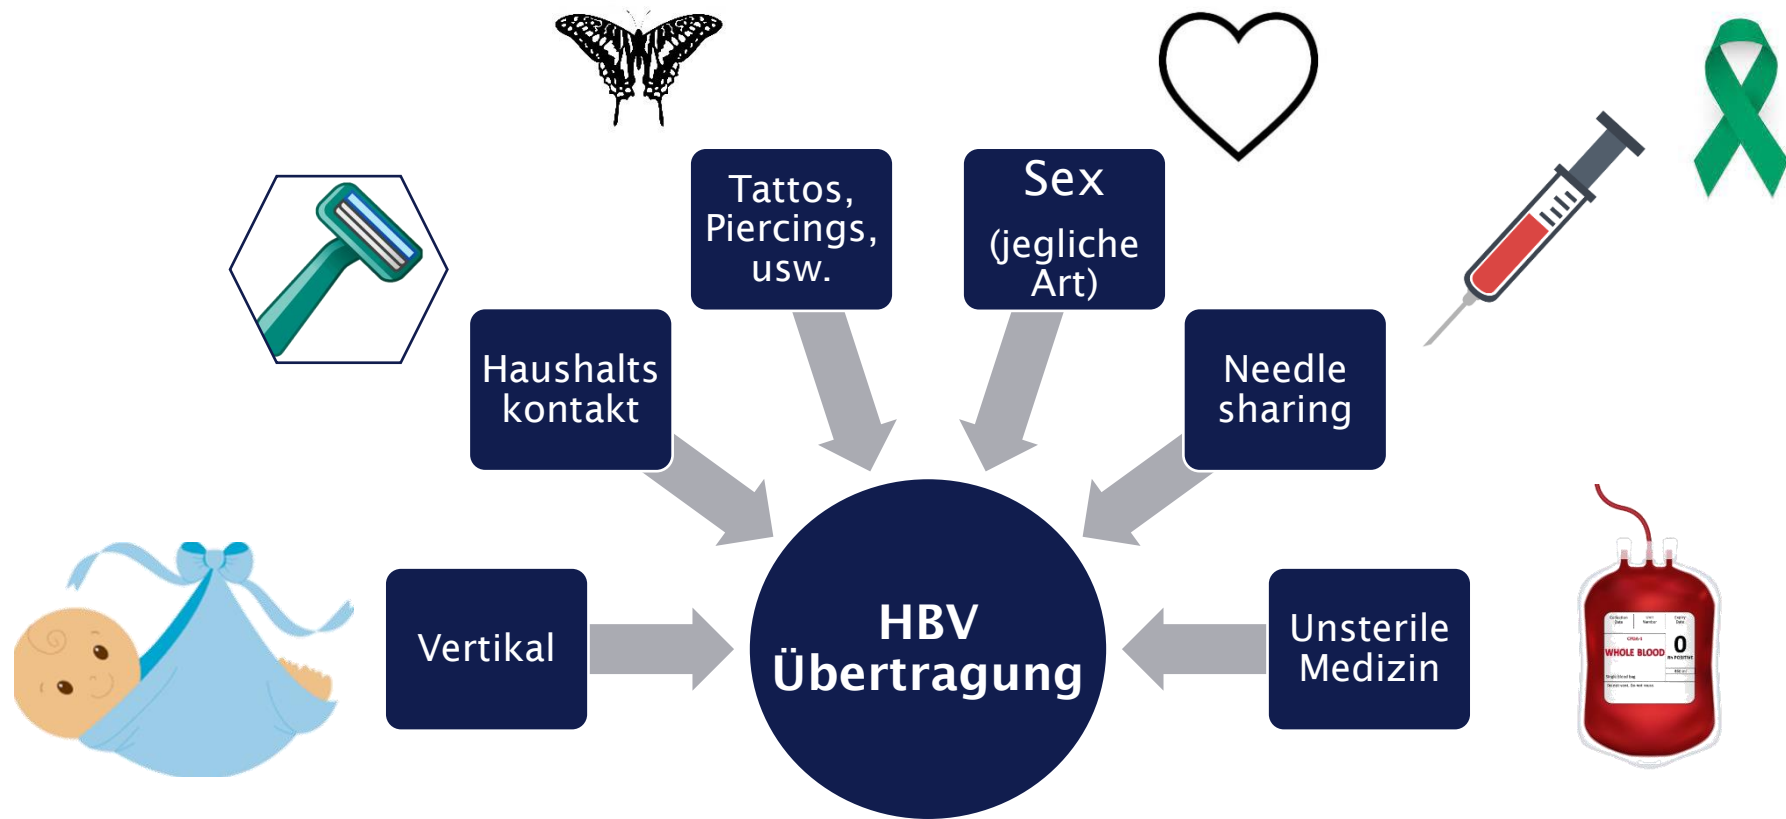 Tattos,
Piercings,
usw.
Sex
(jegliche
Art)
Haushalts
kontakt
Needle
sharing
Vertikal
HBV
Übertragung
Unsterile
Medizin
WHOLE BLOOD
0